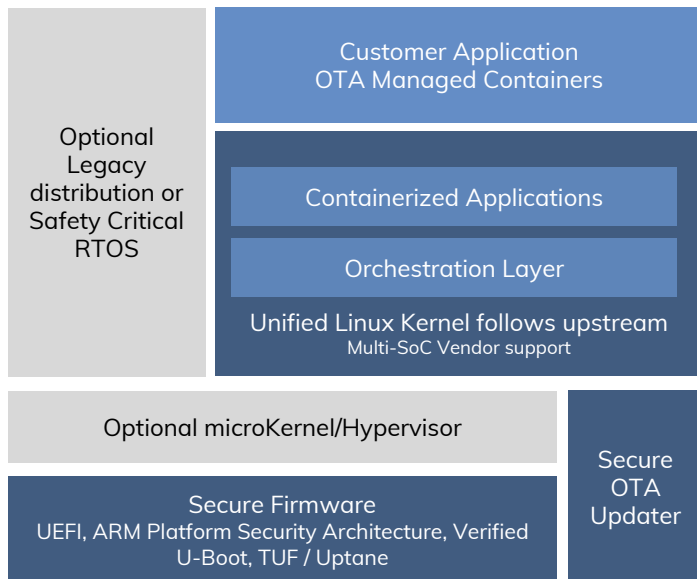 Optional
Legacy
distribution or
Safety Critical
RTOS
Customer Application
OTA Managed Containers
Containerized Applications
Orchestration Layer
Unified Linux Kernel follows upstream
Multi-SoC Vendor support
Optional microKernel/Hypervisor
Secure Firmware
UEFI, ARM Platform Security Architecture, Verified
U-Boot, TUF / Uptane
Secure
OTA
Updater